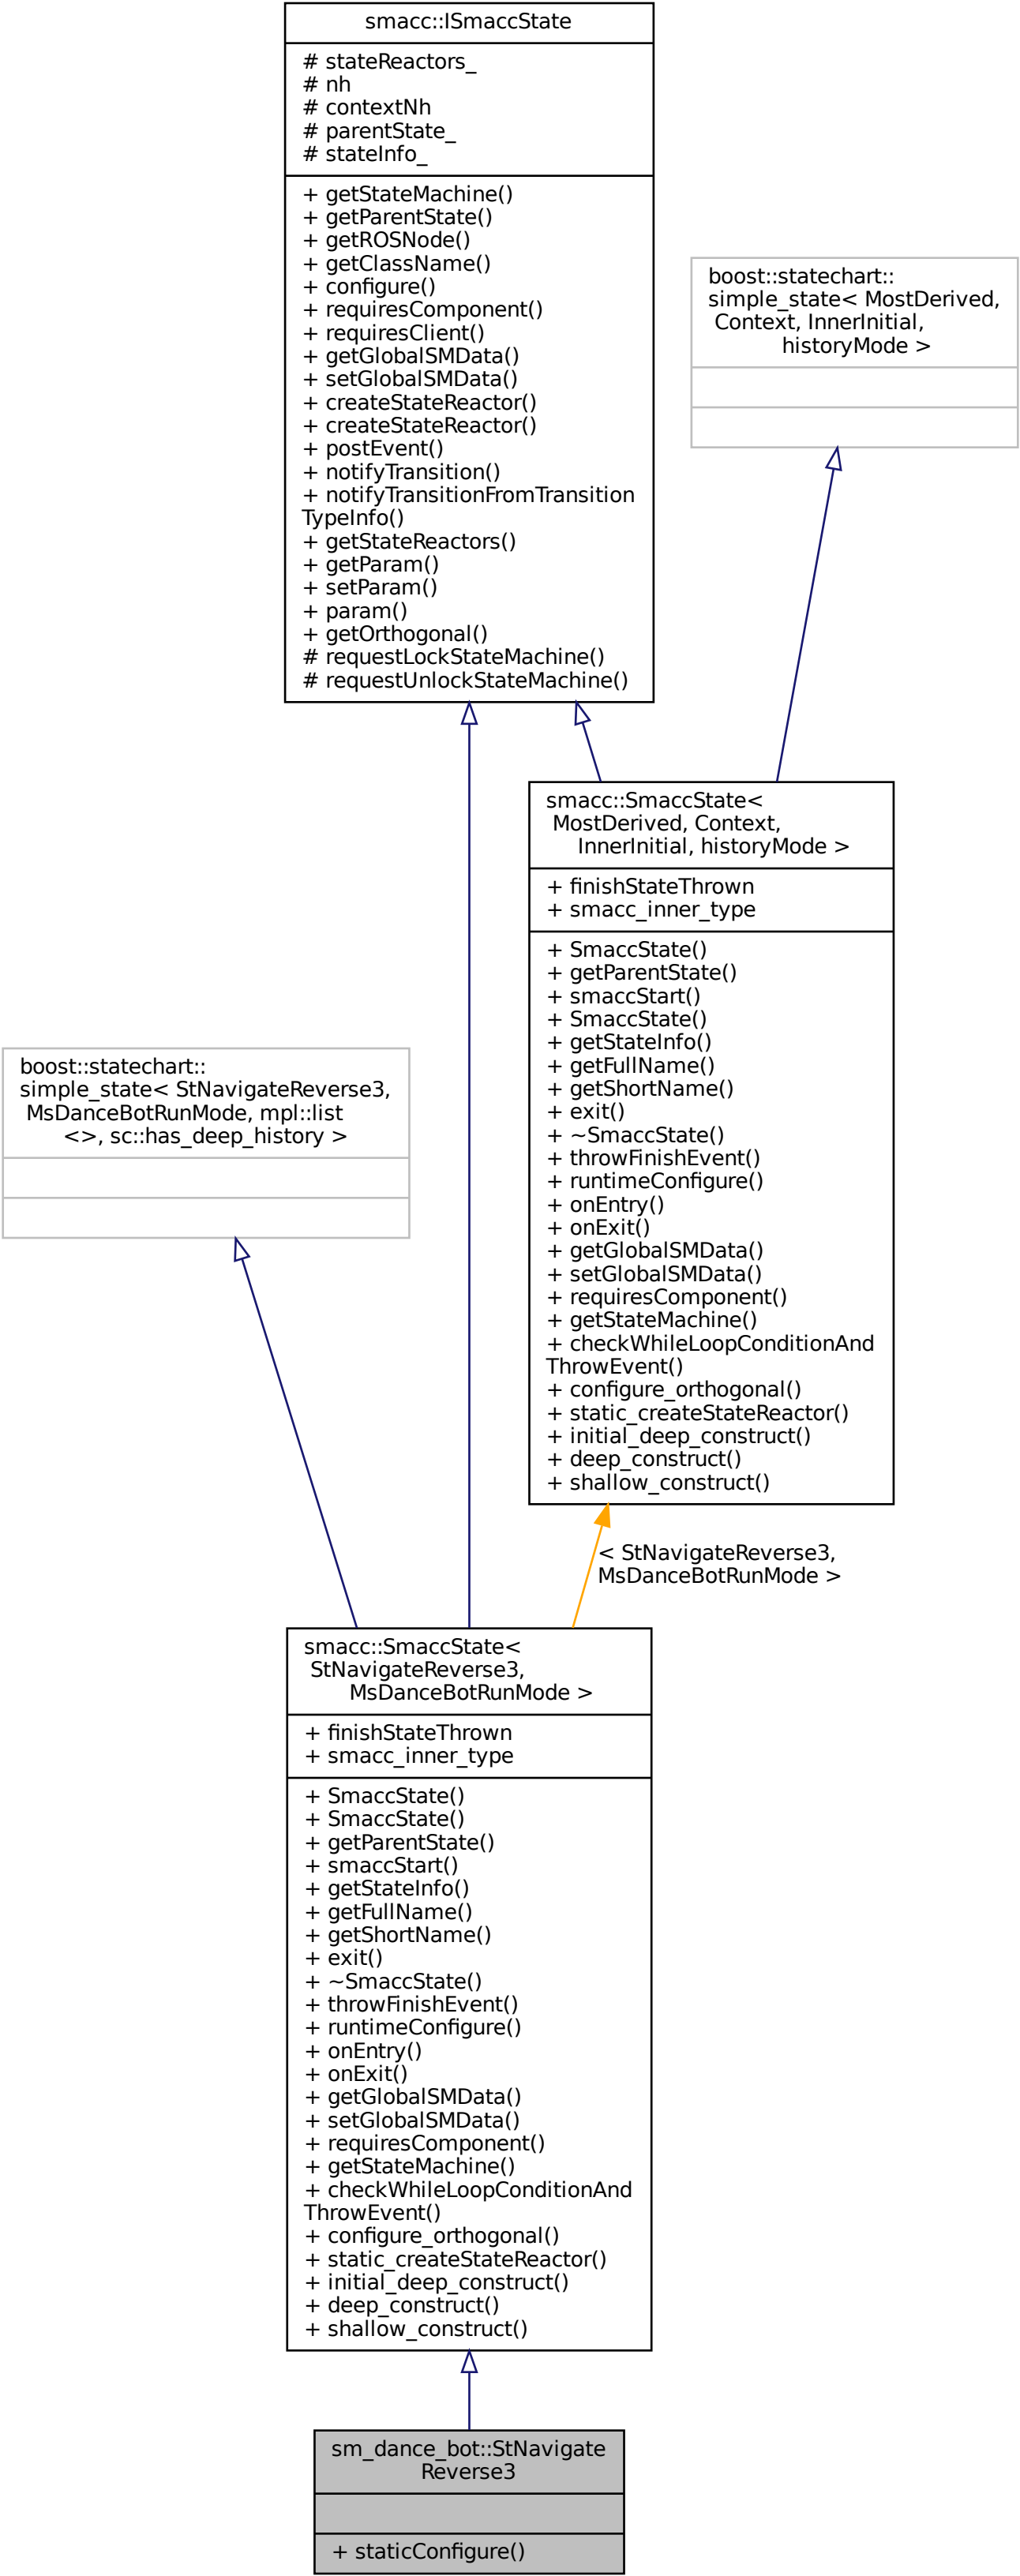 smacc::ISmaccState
# stateReactors_
# nh
# contextNh
# parentState_
# stateInfo_
+ getStateMachine()
+ getParentState()
+ getROSNode()
+ getClassName()
+ configure()
+ requiresComponent()
+ requiresClient()
+ getGlobalSMData()
+ setGlobalSMData()
+ createStateReactor()
+ createStateReactor()
+ postEvent()
+ notifyTransition()
+ notifyTransitionFromTransition
TypeInfo()
+ getStateReactors()
+ getParam()
+ setParam()
+ param()
+ getOrthogonal()
# requestLockStateMachine()
# requestUnlockStateMachine()
boost::statechart::
simple_state< MostDerived,
Context, InnerInitial,
historyMode >
smacc::SmaccState<
MostDerived, Context,
InnerInitial, historyMode >
+ finishStateThrown
+ smacc_inner_type
+ SmaccState()
+ getParentState()
+ smaccStart()
+ SmaccState()
+ getStateInfo()
+ getFullName()
+ getShortName()
+ exit()
+ ~SmaccState()
+ throwFinishEvent()
+ runtimeConfigure()
+ onEntry()
+ onExit()
+ getGlobalSMData()
+ setGlobalSMData()
+ requiresComponent()
+ getStateMachine()
+ checkWhileLoopConditionAnd
ThrowEvent()
+ configure_orthogonal()
+ static_createStateReactor()
+ initial_deep_construct()
+ deep_construct()
+ shallow_construct()
boost::statechart::
simple_state< StNavigateReverse3,
MsDanceBotRunMode, mpl::list
<>, sc::has_deep_history >
< StNavigateReverse3,
MsDanceBotRunMode >
smacc::SmaccState<
StNavigateReverse3,
MsDanceBotRunMode >
+ finishStateThrown
+ smacc_inner_type
+ SmaccState()
+ SmaccState()
+ getParentState()
+ smaccStart()
+ getStateInfo()
+ getFullName()
+ getShortName()
+ exit()
+ ~SmaccState()
+ throwFinishEvent()
+ runtimeConfigure()
+ onEntry()
+ onExit()
+ getGlobalSMData()
+ setGlobalSMData()
+ requiresComponent()
+ getStateMachine()
+ checkWhileLoopConditionAnd
ThrowEvent()
+ configure_orthogonal()
+ static_createStateReactor()
+ initial_deep_construct()
+ deep_construct()
+ shallow_construct()
sm_dance_bot::StNavigate
Reverse3
+ staticConfigure()